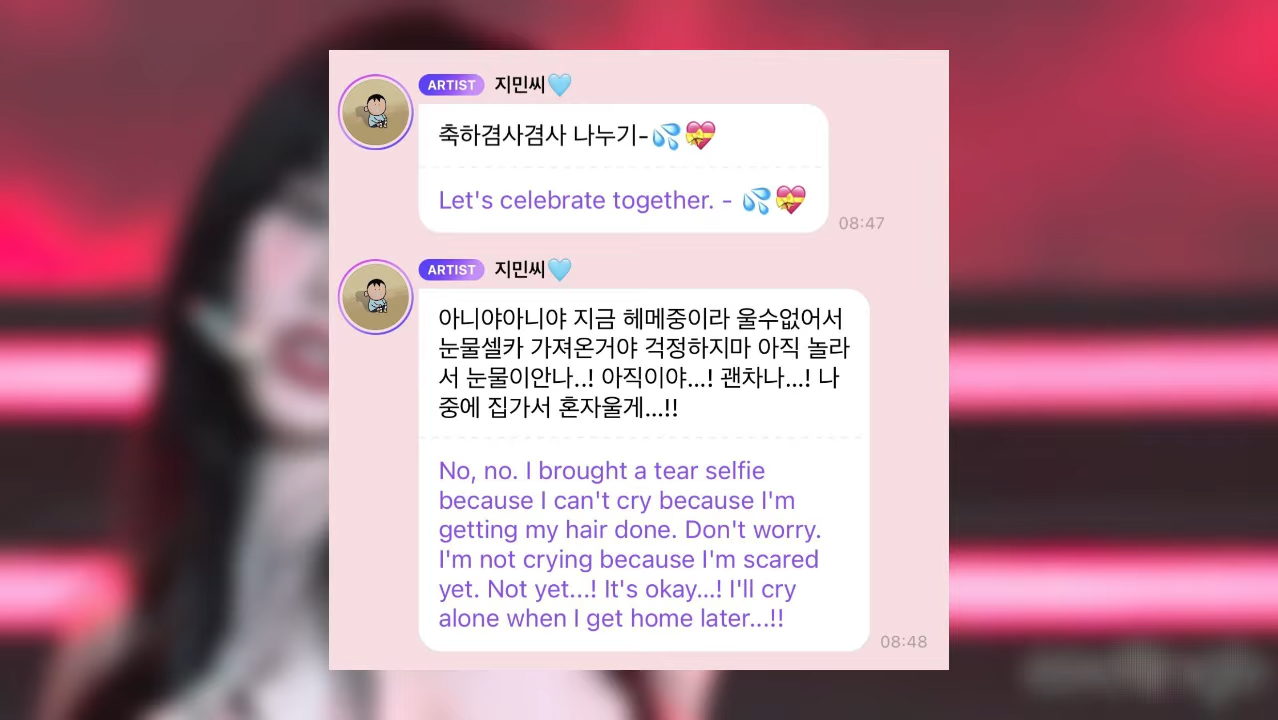 ARTIST 지민씨🩵
축하겸사겸사 나누기-💦💝
Let's celebrate together. - 💦💝
08:47
ARTIST 지민씨🩵
아니야아니야 지금 헤메중이라 울수없어서
눈물셀카 가져온거야 걱정하지마 아직 놀라
서 눈물이안나..! 아직이야...! 괜차나...! 나
중에 집가서 혼자울게...!!
No, no. I brought a tear selfie
because I can't cry because I'm
getting my hair done. Don't worry.
I'm not crying because I'm scared
yet. Not yet...! It's okay...! I'll cry
alone when I get home later...!!
08:48